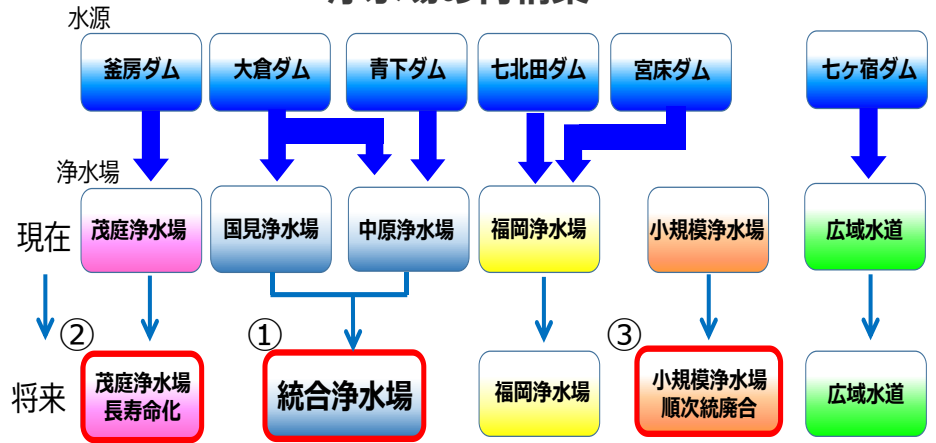 水源
釜房ダム
大倉ダム
青下ダム
七北田ダム
宮床ダム
七ヶ宿ダム
浄水場
現在
茂庭浄水場
国見浄水場
中原浄水場
福岡浄水場
小規模浄水場
広域水道
②
①
③
将来
茂庭浄水場
長寿命化
統合浄水場
福岡浄水場
小規模浄水場
順次統廃合
広域水道